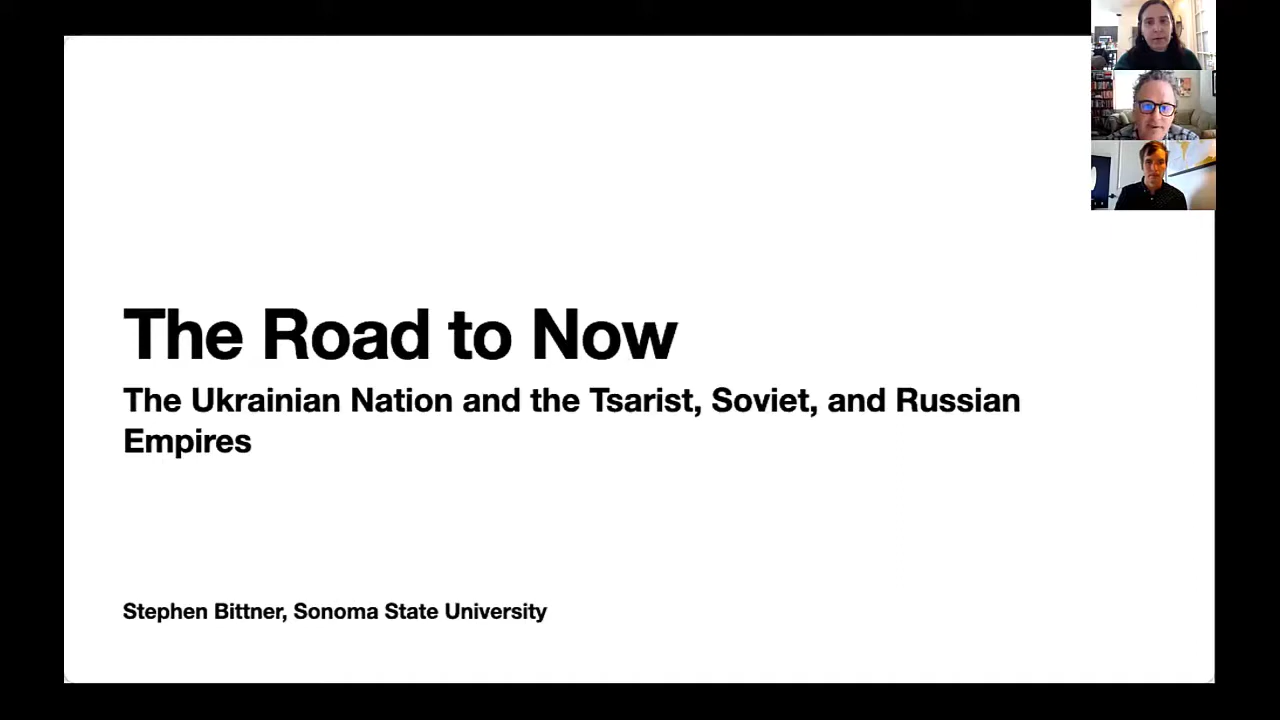 The Road to Now
The Ukrainian Nation and the Tsarist, Soviet, and Russian
Empires
Stephen Bittner, Sonoma State University